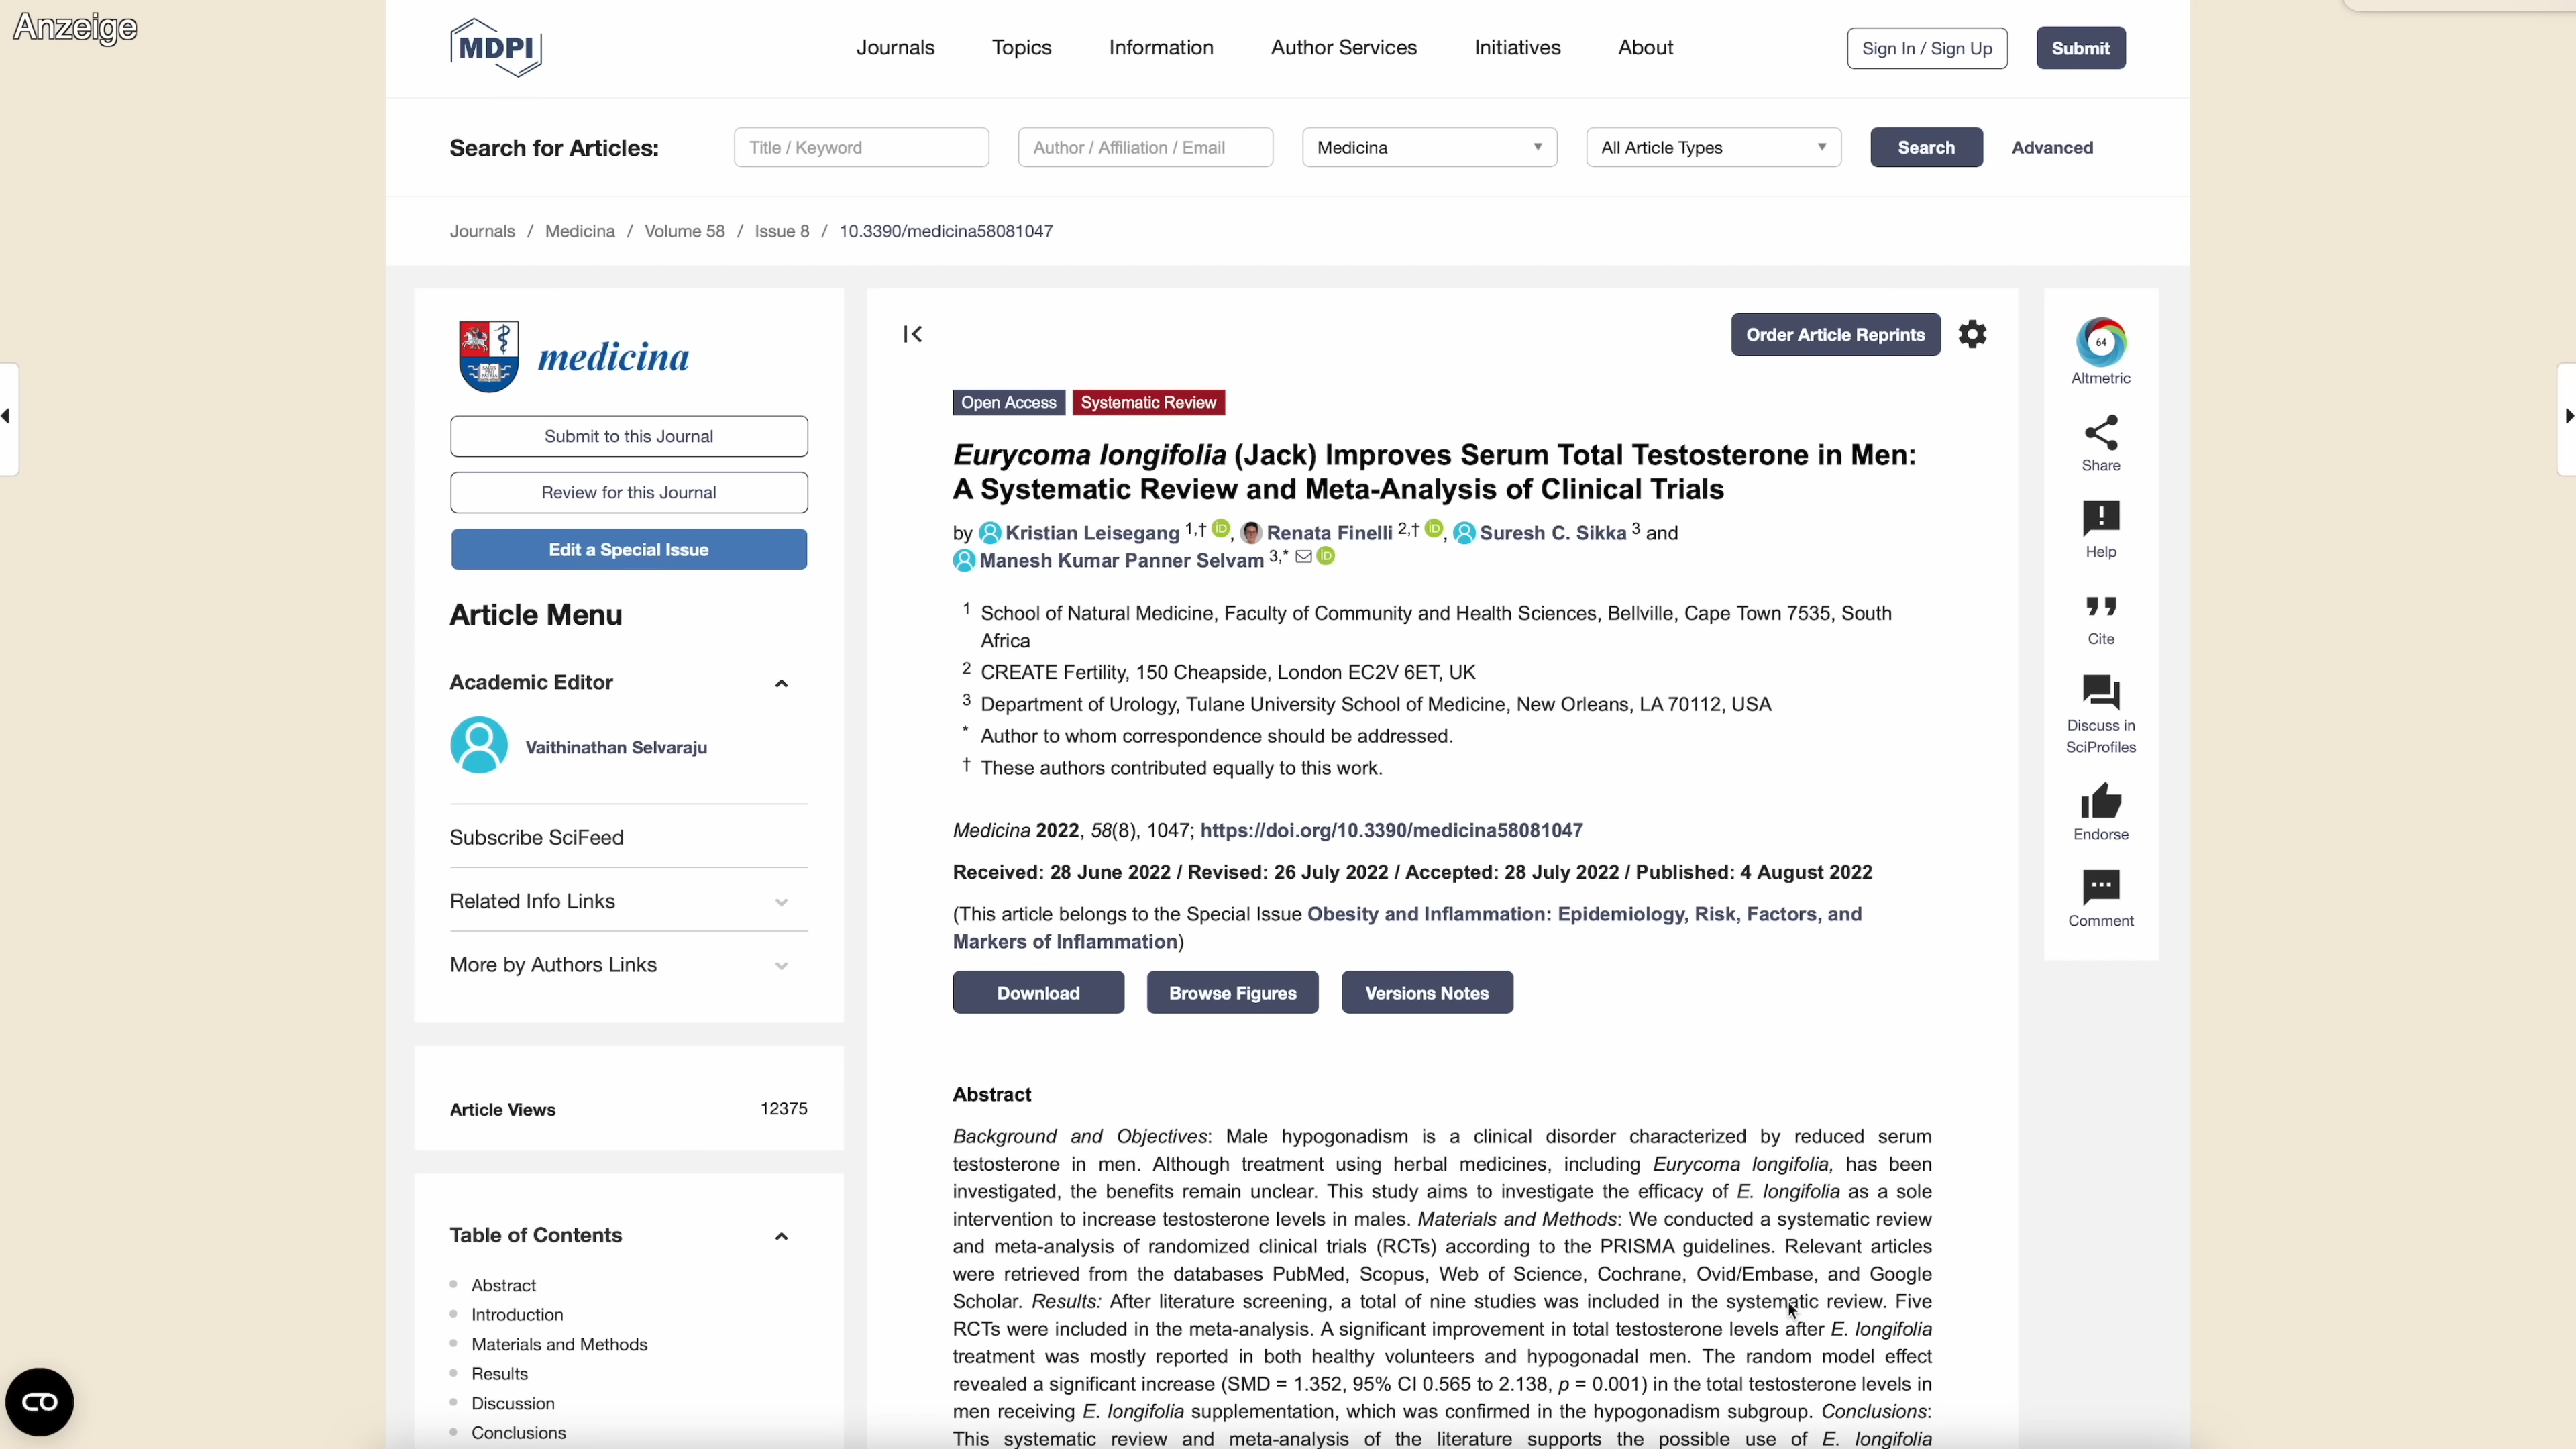 Anzeige
MDPI
Journals
Topics
Information
Author Services
Initiatives
About
Sign In / Sign Up
Submit
Search for Articles:
Title / Keyword
Author / Affiliation / Email
Medicina
All Article Types
Search
Advanced
Journals / Medicina / Volume 58 / Issue 8 / 10.3390/medicina58081047
medicina
Submit to this Journal
Review for this Journal
Edit a Special Issue
Article Menu
Academic Editor
Vaithinathan Selvaraju
Subscribe SciFeed
Related Info Links
More by Authors Links
Article Views 12375
Table of Contents
Abstract
Introduction
Materials and Methods
Results
Discussion
Conclusions
Order Article Reprints
Open Access Systematic Review
Eurycoma longifolia (Jack) Improves Serum Total Testosterone in Men:
A Systematic Review and Meta-Analysis of Clinical Trials
by Kristian Leisegang 1,† iD, Renata Finelli 2,† iD, Suresh C. Sikka 3 and
Manesh Kumar Panner Selvam 3,* iD
1 School of Natural Medicine, Faculty of Community and Health Sciences, Bellville, Cape Town 7535, South
Africa
2 CREATE Fertility, 150 Cheapside, London EC2V 6ET, UK
3 Department of Urology, Tulane University School of Medicine, New Orleans, LA 70112, USA
* Author to whom correspondence should be addressed.
† These authors contributed equally to this work.
Medicina 2022, 58(8), 1047; https://doi.org/10.3390/medicina58081047
Received: 28 June 2022 / Revised: 26 July 2022 / Accepted: 28 July 2022 / Published: 4 August 2022
(This article belongs to the Special Issue Obesity and Inflammation: Epidemiology, Risk, Factors, and
Markers of Inflammation)
Download
Browse Figures
Versions Notes
Abstract
Background and Objectives: Male hypogonadism is a clinical disorder characterized by reduced serum
testosterone in men. Although treatment using herbal medicines, including Eurycoma longifolia, has been
investigated, the benefits remain unclear. This study aims to investigate the efficacy of E. longifolia as a sole
intervention to increase testosterone levels in males. Materials and Methods: We conducted a systematic review
and meta-analysis of randomized clinical trials (RCTs) according to the PRISMA guidelines. Relevant articles
were retrieved from the databases PubMed, Scopus, Web of Science, Cochrane, Ovid/Embase, and Google
Scholar. Results: After literature screening, a total of nine studies was included in the systematic review. Five
RCTs were included in the meta-analysis. A significant improvement in total testosterone levels after E. longifolia
treatment was mostly reported in both healthy volunteers and hypogonadal men. The random model effect
revealed a significant increase (SMD = 1.352, 95% CI 0.565 to 2.138, p = 0.001) in the total testosterone levels in
men receiving E. longifolia supplementation, which was confirmed in the hypogonadism subgroup. Conclusions:
This systematic review and meta-analysis of the literature supports the possible use of E. longifolia
64
Altmetric
Share
Help
Cite
Discuss in
SciProfiles
Endorse
Comment